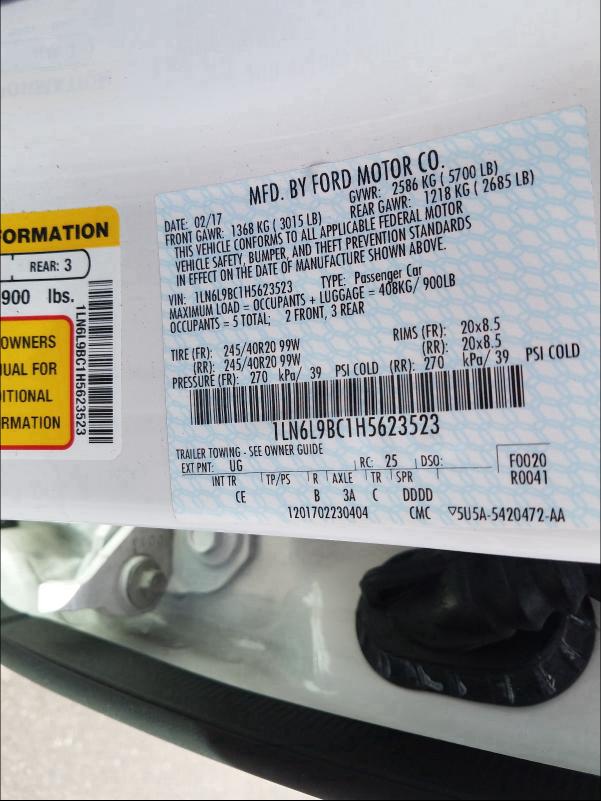 FORMATION
REAR: 3
900 lbs.
OWNERS
UAL FOR
DITIONAL
ORMATION
1LN6L9BC1H5623523
MFD. BY FORD MOTOR CO.
DATE: 02/17 GVWR: 2586 KG ( 5700 LB)
FRONT GAWR: 1368 KG ( 3015 LB) REAR GAWR: 1218 KG ( 2685 LB)
THIS VEHICLE CONFORMS TO ALL APPLICABLE FEDERAL MOTOR
VEHICLE SAFETY, BUMPER, AND THEFT PREVENTION STANDARDS
IN EFFECT ON THE DATE OF MANUFACTURE SHOWN ABOVE.
VIN: 1LN6L9BC1H5623523 TYPE: Passenger Car
MAXIMUM LOAD = OCCUPANTS + LUGGAGE = 408KG/ 900LB
OCCUPANTS = 5 TOTAL; 2 FRONT, 3 REAR
TIRE (FR): 245/40R20 99W RIMS (FR): 20x8.5
(RR): 245/40R20 99W (RR): 20x8.5
PRESSURE (FR): 270 kPa/ 39 PSI COLD (RR): 270 kPa/ 39 PSI COLD
1LN6L9BC1H5623523
TRAILER TOWING - SEE OWNER GUIDE
EXT PNT: UG RC: 25 DSO: F0020
INT TR TP/PS R AXLE TR SPR R0041
CE B 3A C DDDD
1201702230404 CMC ▽5U5A-5420472-AA